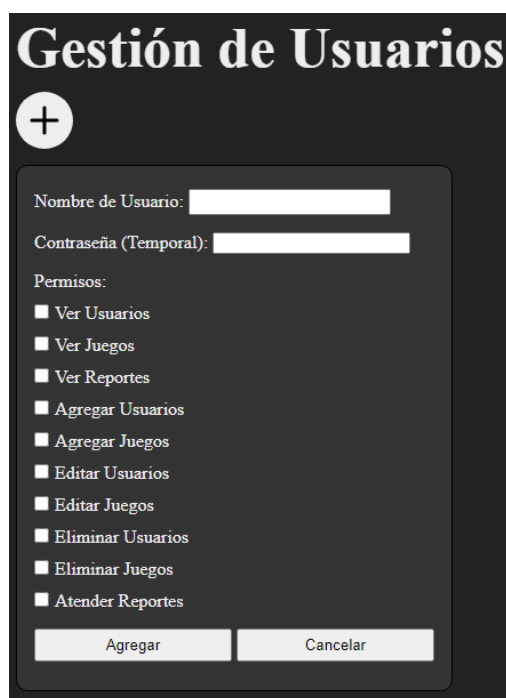 Gestión de Usuarios
Nombre de Usuario:
Contraseña (Temporal):
Permisos:
Ver Usuarios
Ver Juegos
Ver Reportes
Agregar Usuarios
Agregar Juegos
Editar Usuarios
Editar Juegos
Eliminar Usuarios
Eliminar Juegos
Atender Reportes
Agregar Cancelar